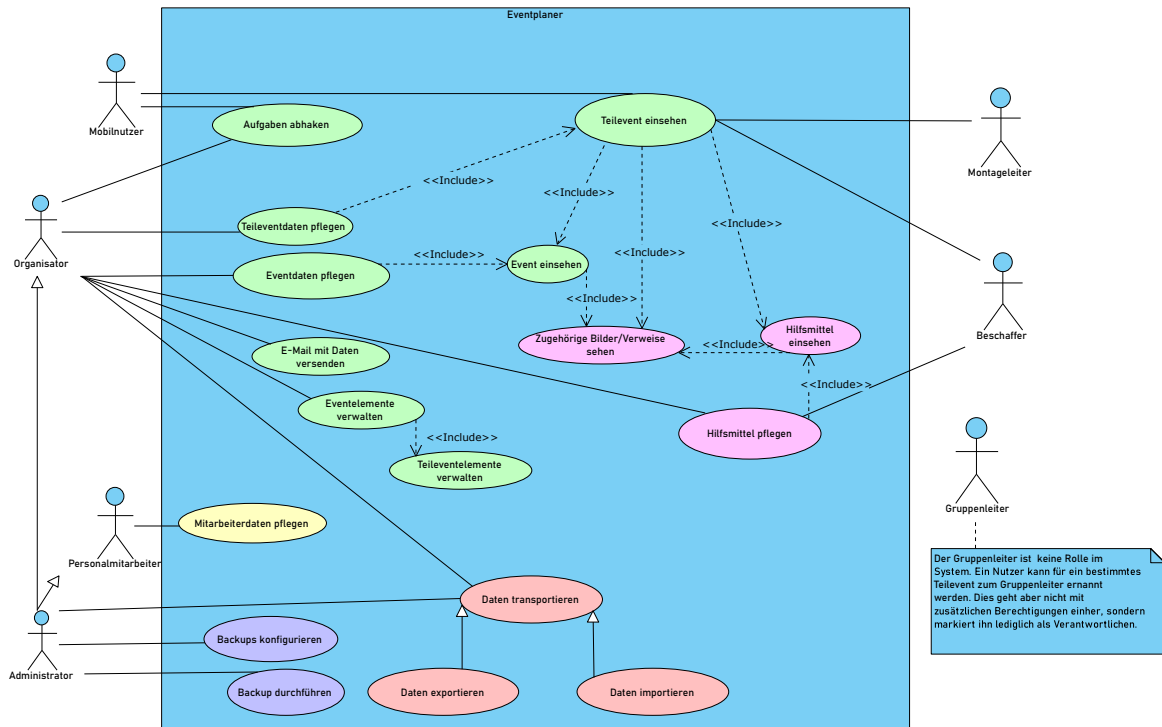 Eventplaner
Mobilnutzer
Aufgaben abhaken
Teilevent einsehen
Montageleiter
<<Include>>
<<Include>>
<<Include>>
Organisator
Teileventdaten pflegen
<<Include>>
Eventdaten pflegen
<<Include>>
Event einsehen
Beschaffer
<<Include>>
<<Include>>
Zugehörige Bilder/Verweise
sehen
<<Include>>
Hilfsmittel
einsehen
E-Mail mit Daten
versenden
<<Include>>
Eventelemente
verwalten
<<Include>>
Hilfsmittel pflegen
Teileventelemente
verwalten
Gruppenleiter
Personalmitarbeiter
Mitarbeiterdaten pflegen
Der Gruppenleiter ist keine Rolle im
System. Ein Nutzer kann für ein bestimmtes
Teilevent zum Gruppenleiter ernannt
werden. Dies geht aber nicht mit
zusätzlichen Berechtigungen einher, sondern
markiert ihn lediglich als Verantwortlichen.
Daten transportieren
Administrator
Backups konfigurieren
Backup durchführen
Daten exportieren
Daten importieren